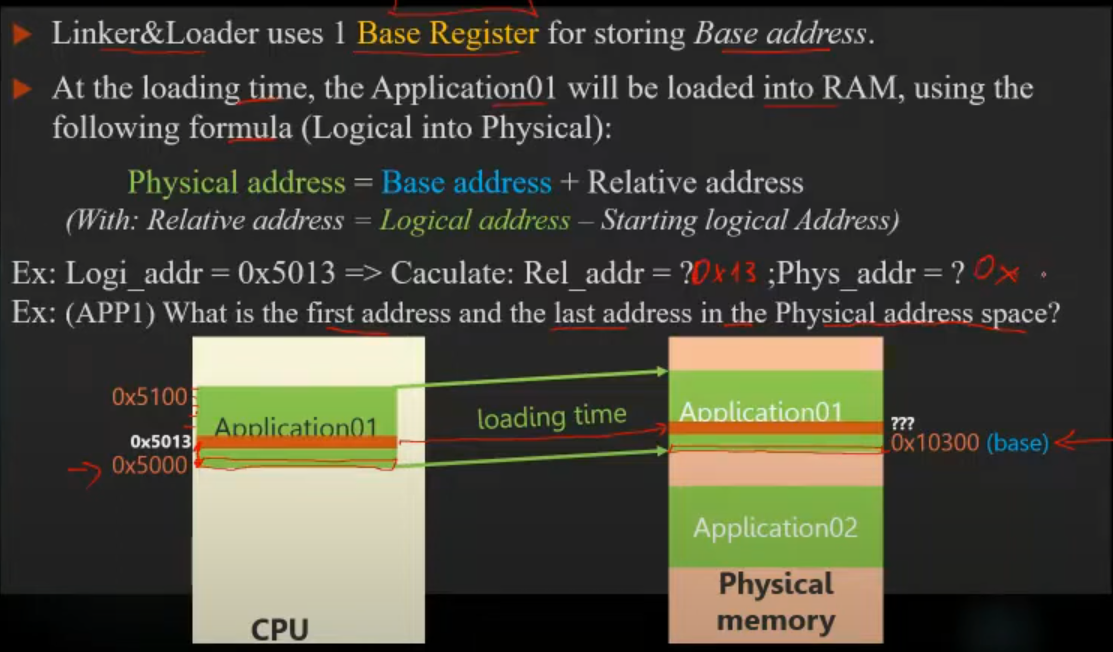 Linker&Loader uses 1 Base Register for storing Base address.
At the loading time, the Application01 will be loaded into RAM, using the
following formula (Logical into Physical):
Physical address = Base address + Relative address
(With: Relative address = Logical address – Starting logical Address)
Ex: Logi_addr = 0x5013 => Caculate: Rel_addr = ?0x13 ;Phys_addr = ? 0x
Ex: (APP1) What is the first address and the last address in the Physical address space?
0x5100
Application01
0x5013
0x5000
CPU
loading time
Application01
???
0x10300 (base)
Application02
Physical
memory